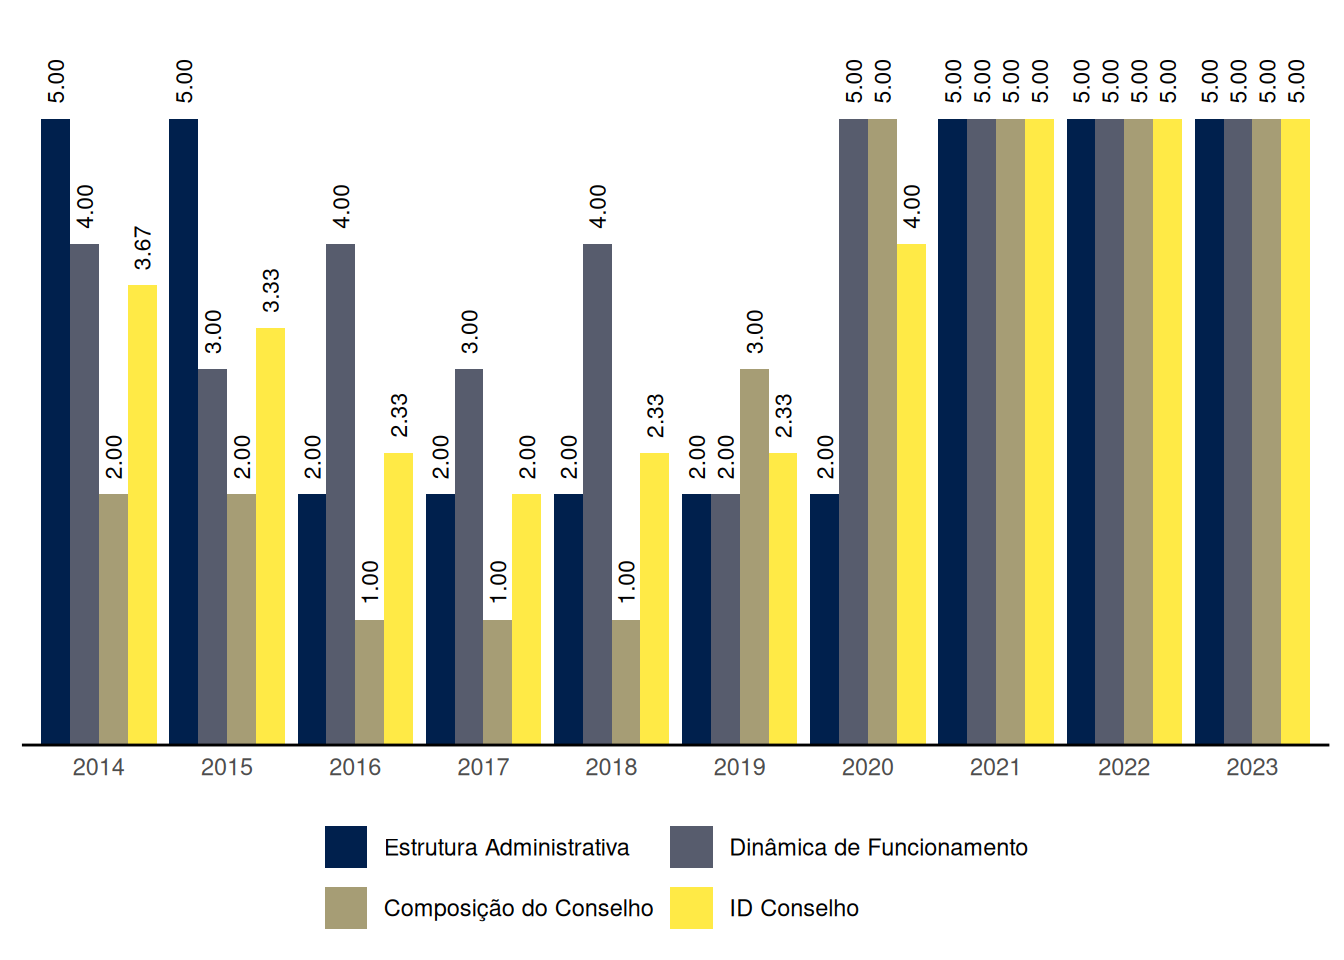 5.00 4.00 2.00 3.67 5.00 3.00 2.00 3.33 2.00 4.00 1.00 2.33 2.00 3.00 1.00 2.00 2.00 4.00 1.00 2.33 2.00 2.00 3.00 2.33 2.00 5.00 5.00 4.00 5.00 5.00 5.00 5.00 5.00 5.00 5.00 5.00 5.00 5.00 5.00 5.00
2014 2015 2016 2017 2018 2019 2020 2021 2022 2023
Estrutura Administrativa Dinâmica de Funcionamento
Composição do Conselho ID Conselho